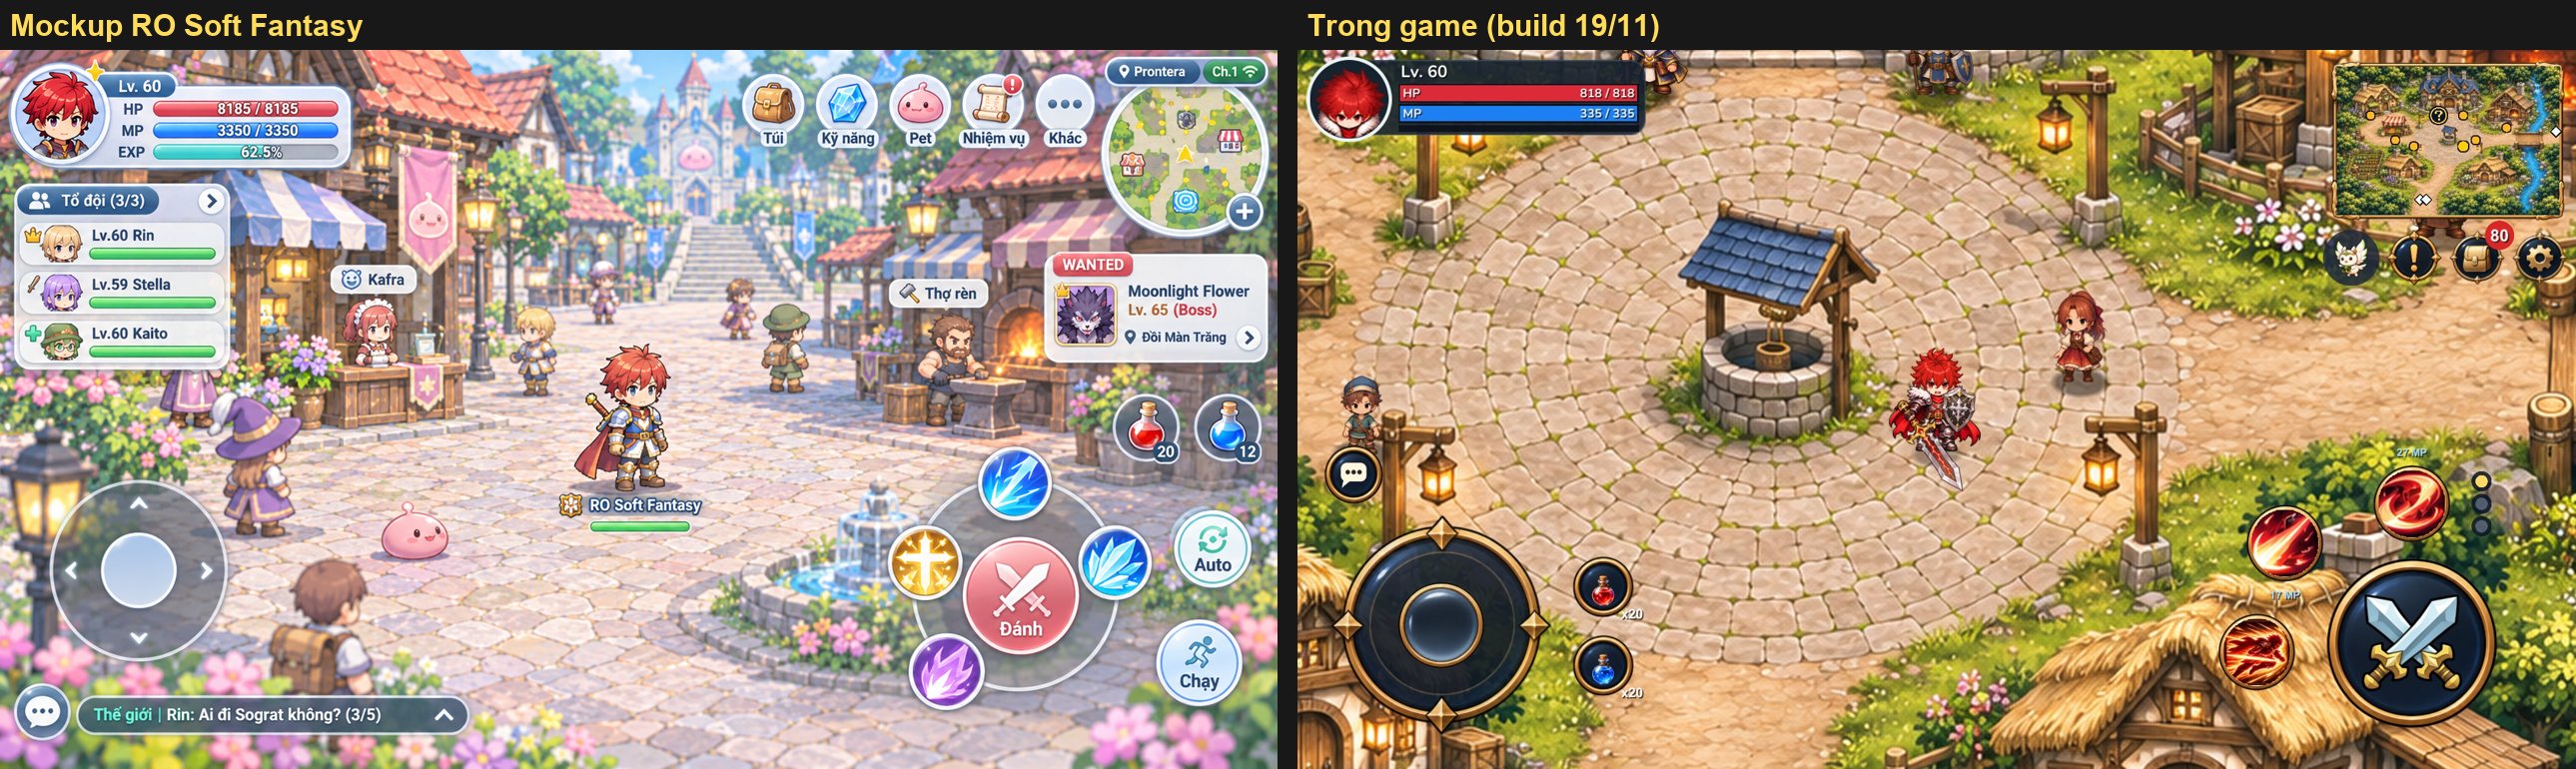 Mockup RO Soft Fantasy
Lv. 60
HP 8185 / 8185
MP 3350 / 3350
EXP 62.5%
Tổ đội (3/3)
Lv.60 Rin
Lv.59 Stella
Lv.60 Kaito
Túi
Kỹ năng
Pet
Nhiệm vụ
Khác
Prontera
Ch.1
WANTED
Moonlight Flower
Lv. 65 (Boss)
Đồi Màn Trăng
Kafra
Thợ rèn
20
12
RO Soft Fantasy
Auto
Đánh
Chạy
Thế giới | Rin: Ai đi Sograt không? (3/5)
Trong game (build 19/11)
Lv. 60
HP 818 / 818
MP 335 / 335
80
27 MP
17 MP
x20
x20